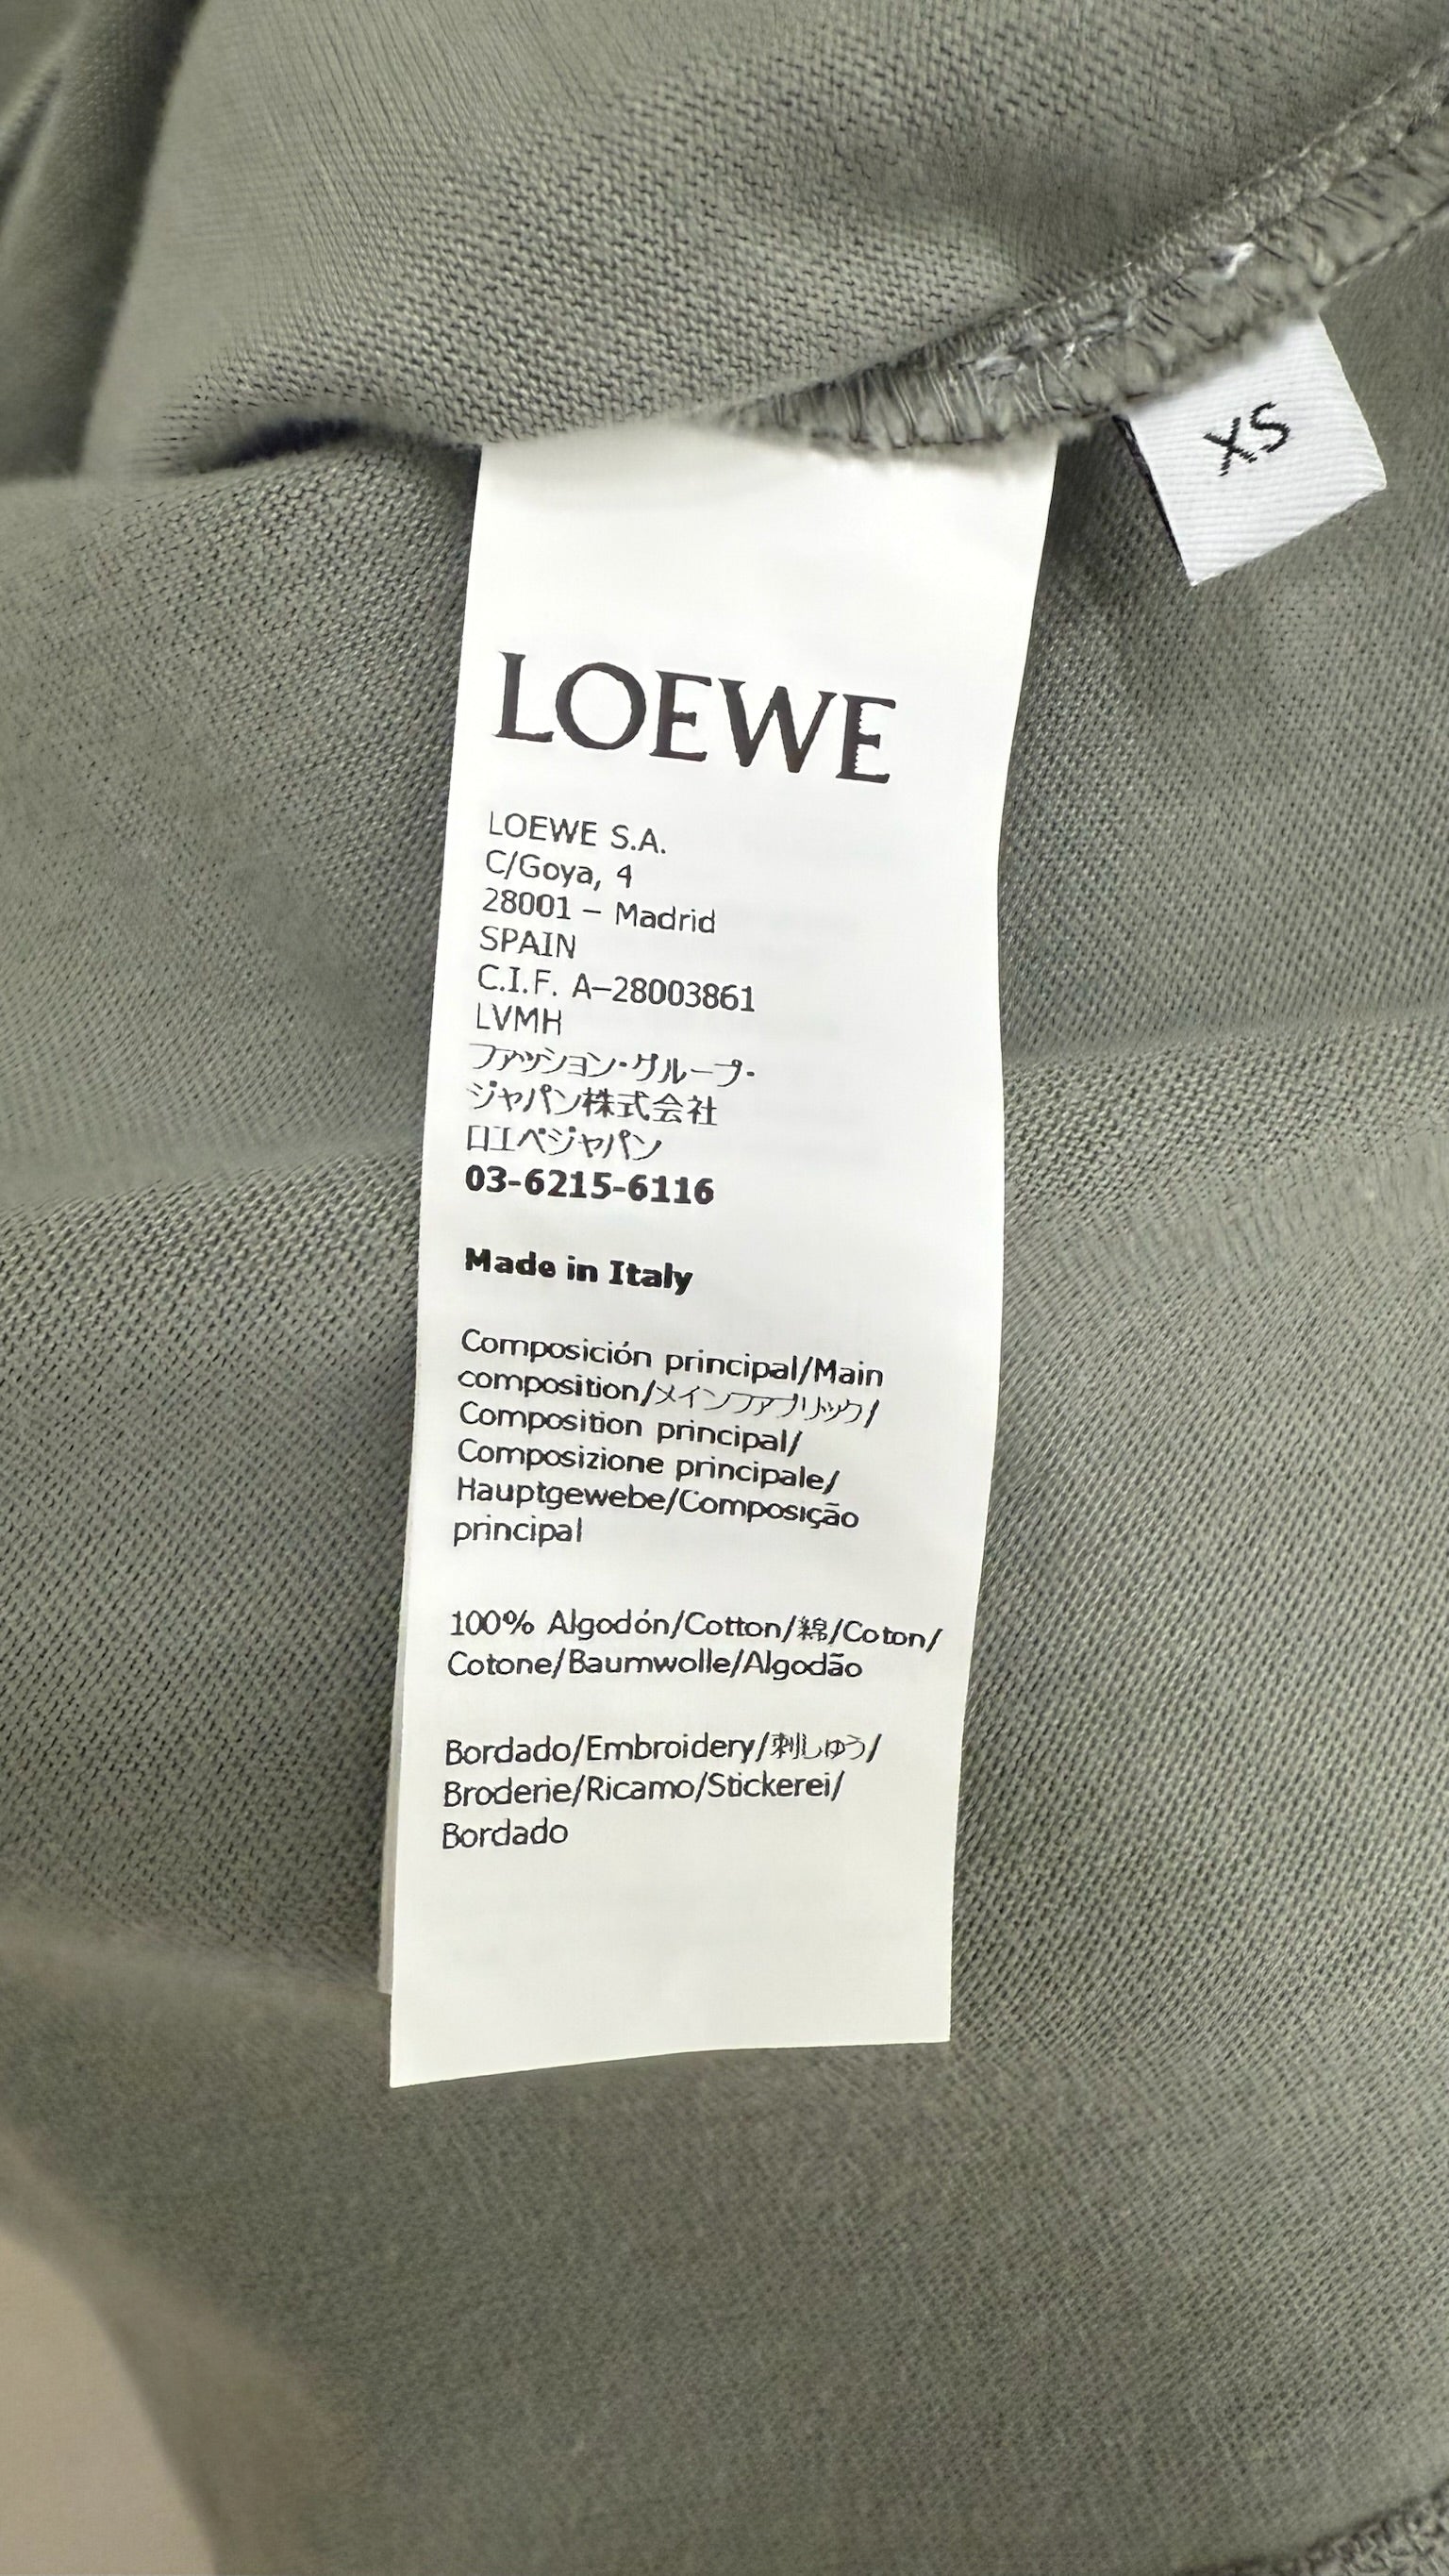 XS
LOEWE
LOEWE S.A.
C/Goya, 4
28001 – Madrid
SPAIN
C.I.F. A–28003861
LVMH
ファッション・グループ・
ジャパン株式会社
ロエベジャパン
03-6215-6116
Made in Italy
Composición principal/Main
composition/メインファブリック/
Composition principal/
Composizione principale/
Hauptgewebe/Composição
principal
100% Algodón/Cotton/綿/Coton/
Cotone/Baumwolle/Algodão
Bordado/Embroidery/刺しゅう/
Broderie/Ricamo/Stickerei/
Bordado